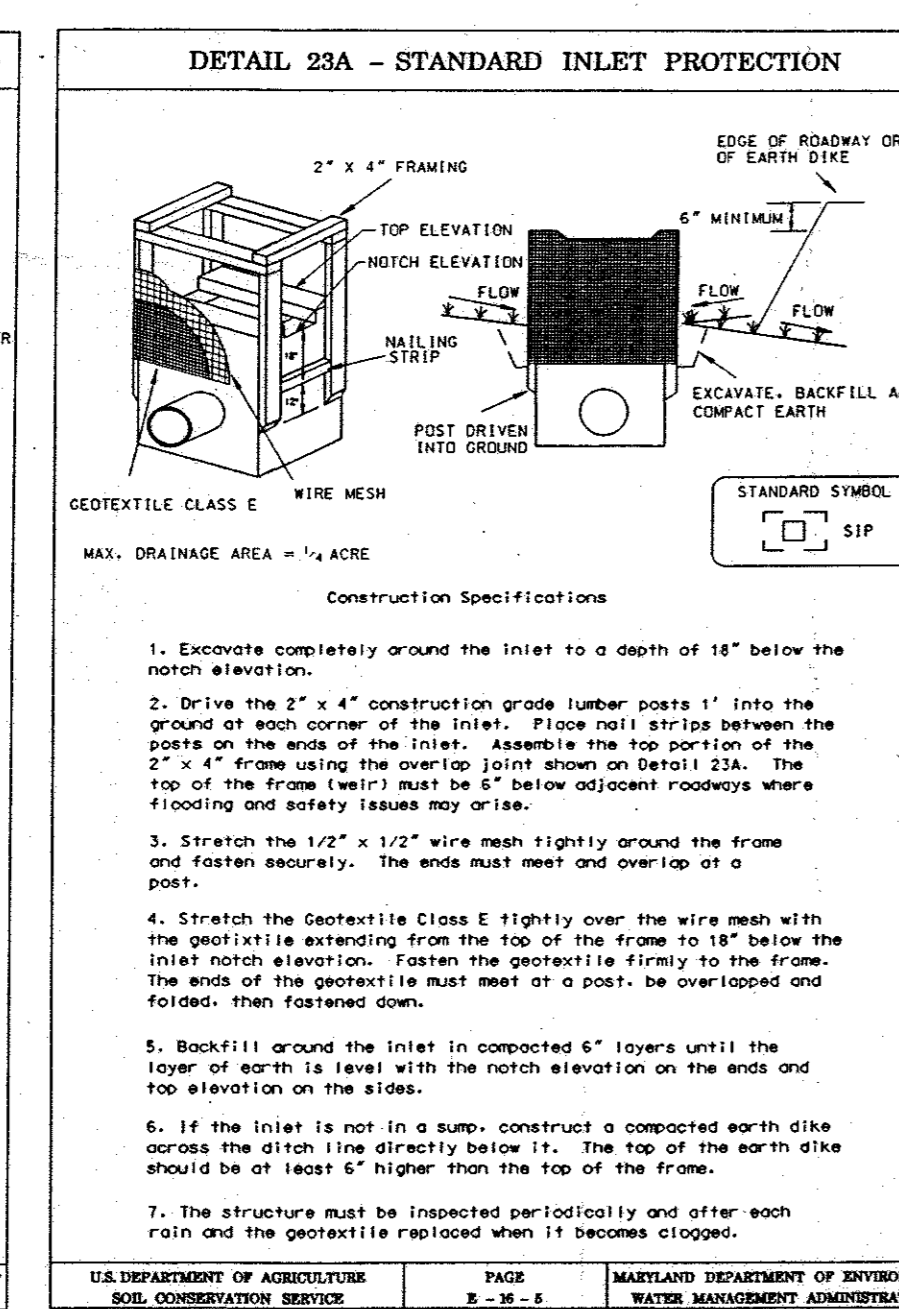 DETAIL 23A – STANDARD INLET PROTECTION
EDGE OF ROADWAY OR
OF EARTH DIKE
2" X 4" FRAMING
6" MINIMUM
TOP ELEVATION
NOTCH ELEVATION
FLOW
FLOW
FLOW
R
NAILING
STRIP
18"
12"
EXCAVATE, BACKFILL A
COMPACT EARTH
POST DRIVEN
INTO GROUND
WIRE MESH
GEOTEXTILE CLASS E
STANDARD SYMBOL
SIP
MAX. DRAINAGE AREA = 1/4 ACRE
Construction Specifications
1. Excavate completely around the inlet to a depth of 18" below the
notch elevation.
2. Drive the 2" x 4" construction grade lumber posts 1' into the
ground at each corner of the inlet. Place nail strips between the
posts on the ends of the inlet. Assemble the top portion of the
2" x 4" frame using the overlap joint shown on Detail 23A. The
top of the frame (weir) must be 6" below adjacent roadways where
flooding and safety issues may arise.
3. Stretch the 1/2" x 1/2" wire mesh tightly around the frame
and fasten securely. The ends must meet and overlap at a
post.
4. Stretch the Geotextile Class E tightly over the wire mesh with
the geotixtile extending from the top of the frame to 18" below the
inlet notch elevation. Fasten the geotextile firmly to the frame.
The ends of the geotextile must meet at a post, be overlapped and
folded, then fastened down.
5. Backfill around the inlet in compacted 6" layers until the
layer of earth is level with the notch elevation on the ends and
top elevation on the sides.
6. If the inlet is not in a sump, construct a compacted earth dike
across the ditch line directly below it. The top of the earth dike
should be at least 6" higher than the top of the frame.
7. The structure must be inspected periodically and after each
rain and the geotextile replaced when it becomes clogged.
U.S. DEPARTMENT OF AGRICULTURE
SOIL CONSERVATION SERVICE
PAGE
E - 16 - 5
MARYLAND DEPARTMENT OF ENVIRO
WATER MANAGEMENT ADMINISTRA